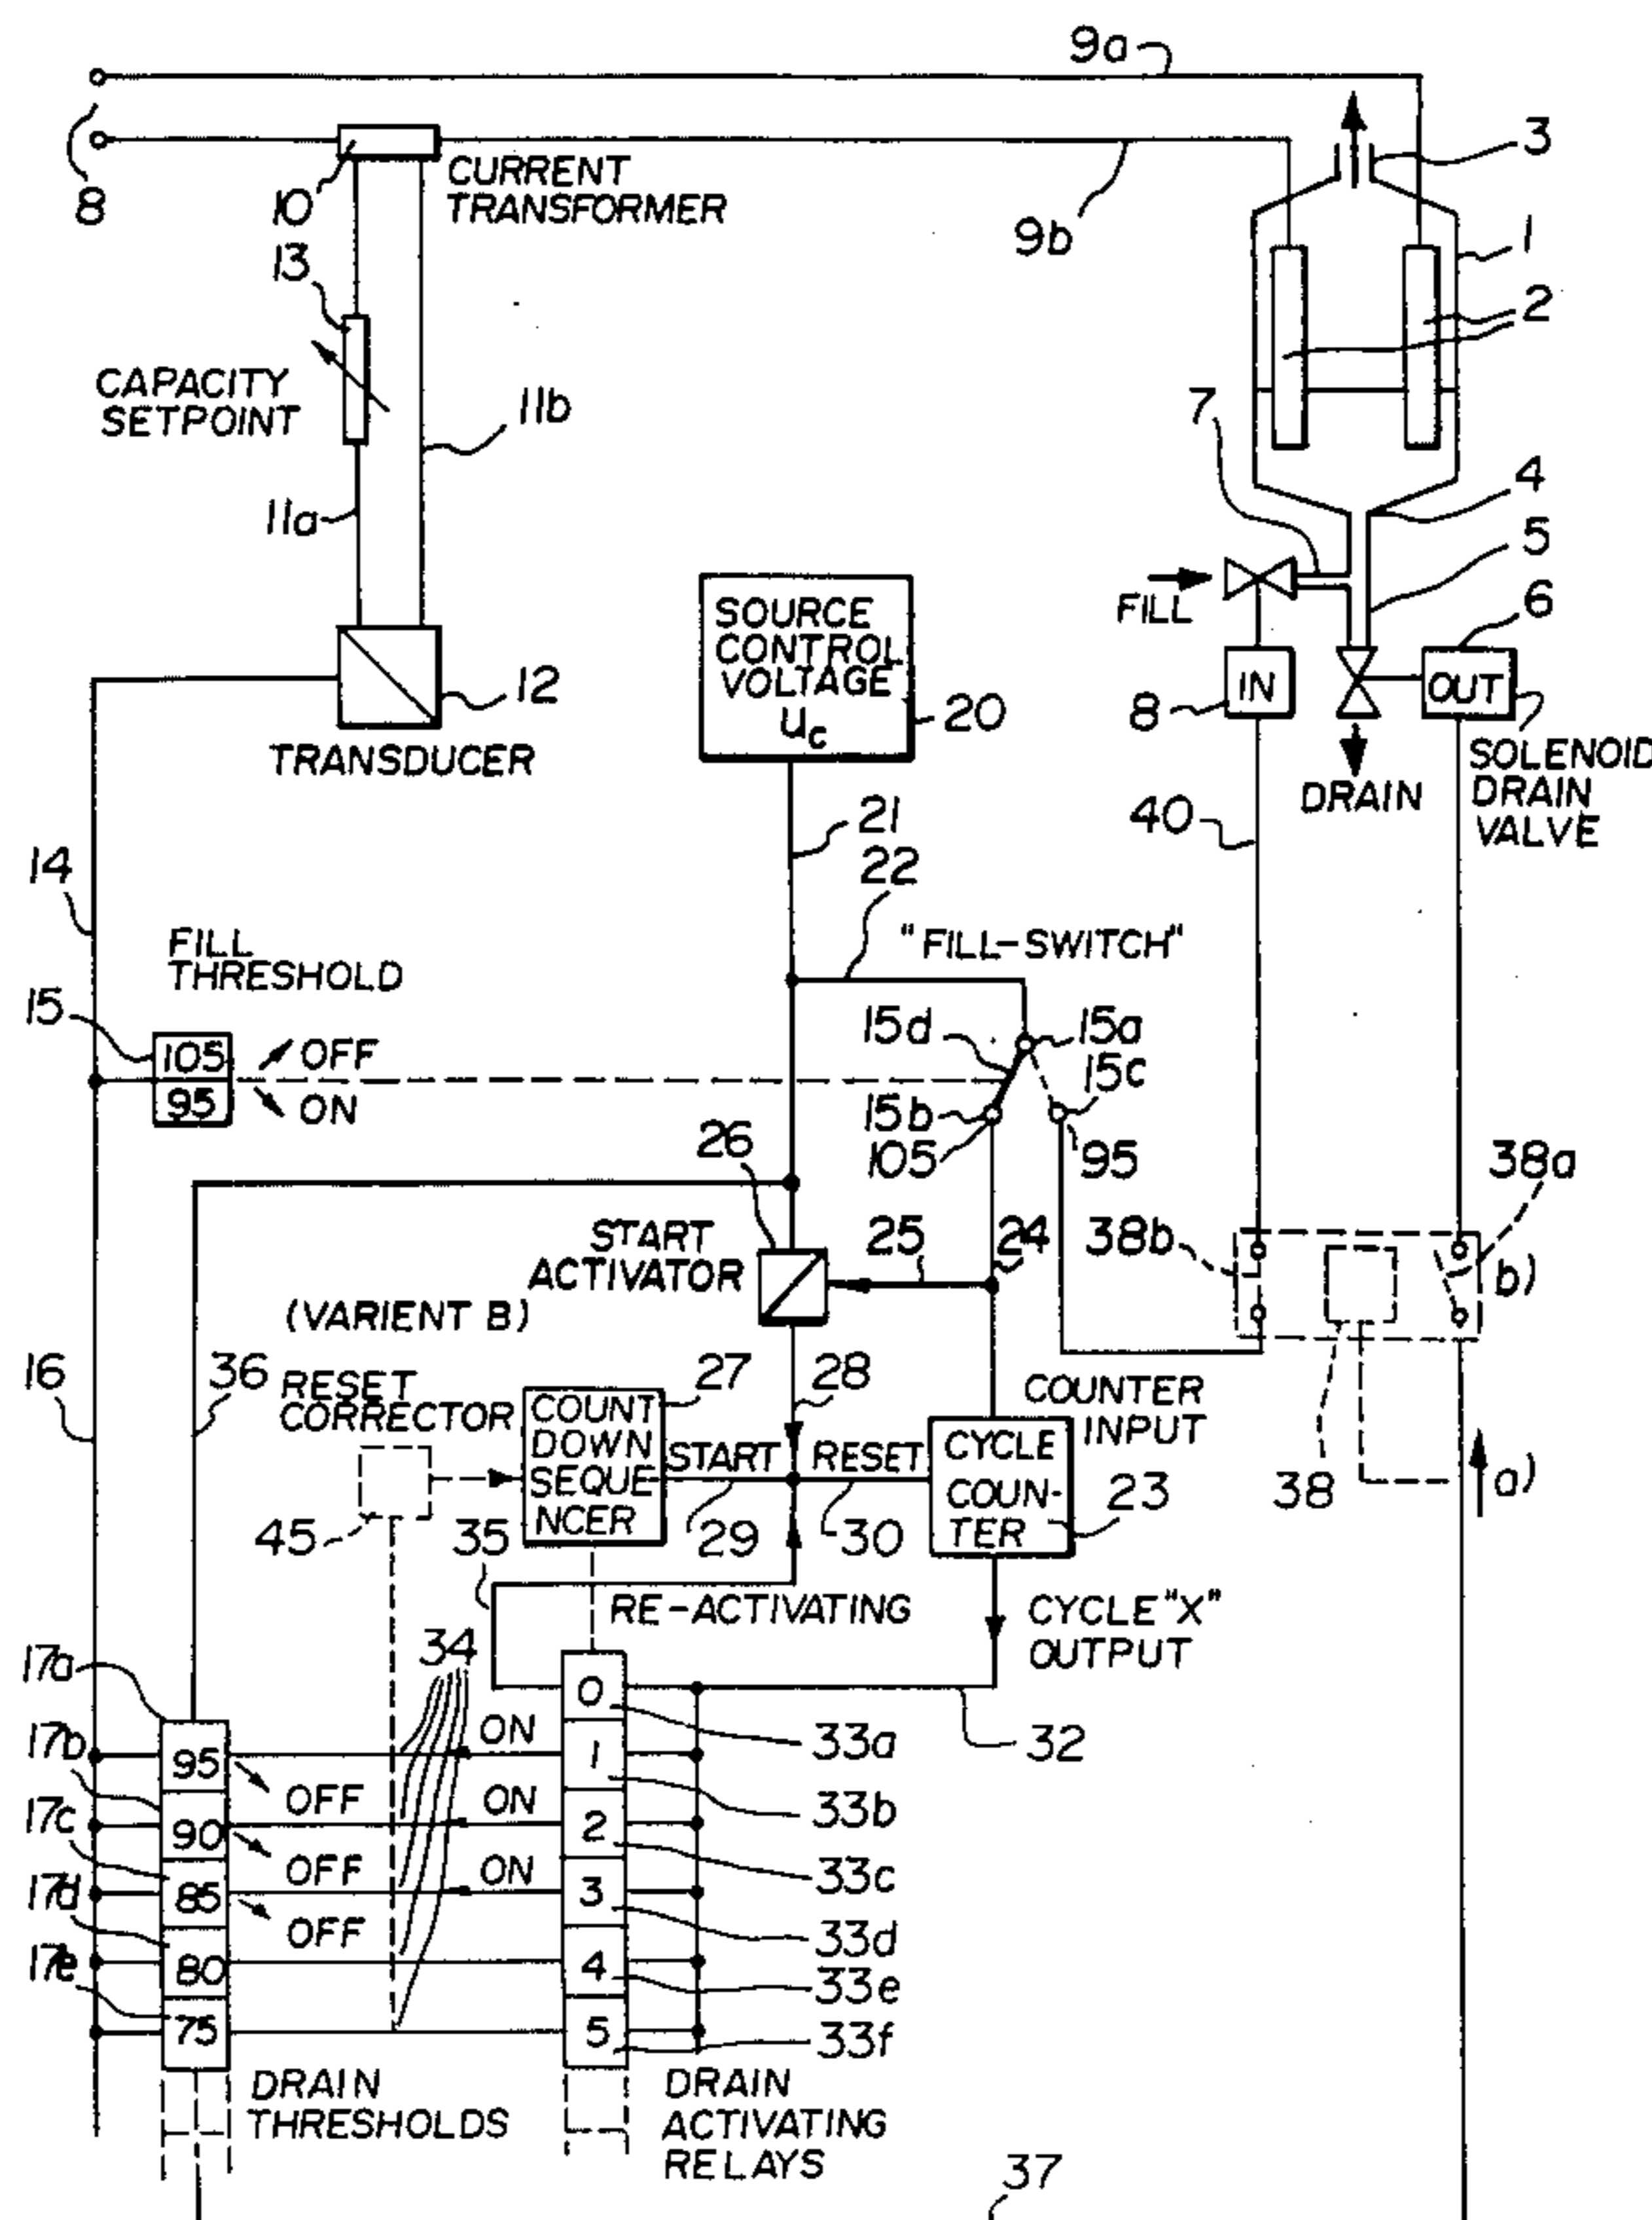 9a
3
8
10
CURRENT
TRANSFORMER
9b
1
13
2
CAPACITY
SETPOINT
11b
7
4
11a
5
SOURCE
CONTROL
VOLTAGE
Uc
FILL
6
12
20
8
IN
OUT
TRANSDUCER
SOLENOID
DRAIN
VALVE
DRAIN
21
40
14
22
FILL
THRESHOLD
"FILL-SWITCH"
15
105
OFF
15d
15a
95
ON
15b
15c
26
105
95
38a
START
ACTIVATOR
25
24
38b
b)
(VARIENT B)
16
36
RESET
CORRECTOR
27
28
COUNTER
INPUT
COUNT
DOWN
SEQUE
NCER
START
RESET
CYCLE
COUN-
TER
23
38
a)
45
35
29
30
RE-ACTIVATING
CYCLE "X"
OUTPUT
34
17a
0
33a
32
17b
95
ON
1
33b
OFF
17c
90
ON
2
33c
OFF
17d
85
ON
3
33d
OFF
17e
80
4
33e
75
5
33f
DRAIN
THRESHOLDS
DRAIN
ACTIVATING
RELAYS
37